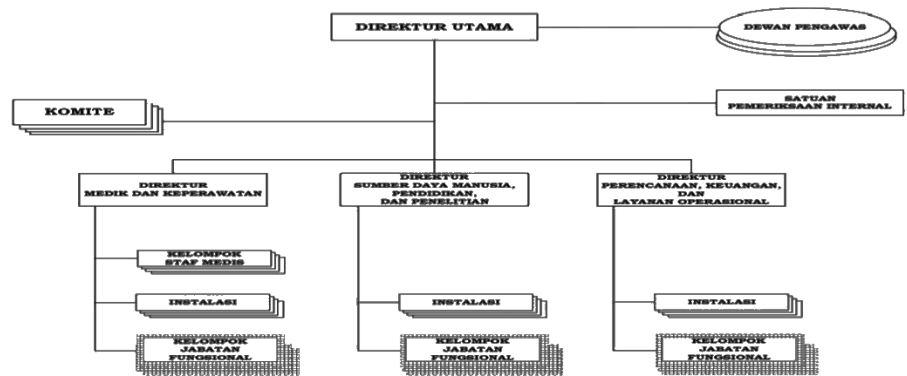 DIREKTUR UTAMA
DEWAN PENGAWAS
SATUAN
PEMERIKSAAN INTERNAL
KOMITE
DIREKTUR
MEDIK DAN KEPERAWATAN
DIREKTUR
SUMBER DAYA MANUSIA,
PENDIDIKAN,
DAN PENELITIAN
DIREKTUR
PERENCANAAN, KEUANGAN,
DAN
LAYANAN OPERASIONAL
KELOMPOK
STAF MEDIS
INSTALASI
INSTALASI
INSTALASI
KELOMPOK
JABATAN
FUNGSIONAL
KELOMPOK
JABATAN
FUNGSIONAL
KELOMPOK
JABATAN
FUNGSIONAL